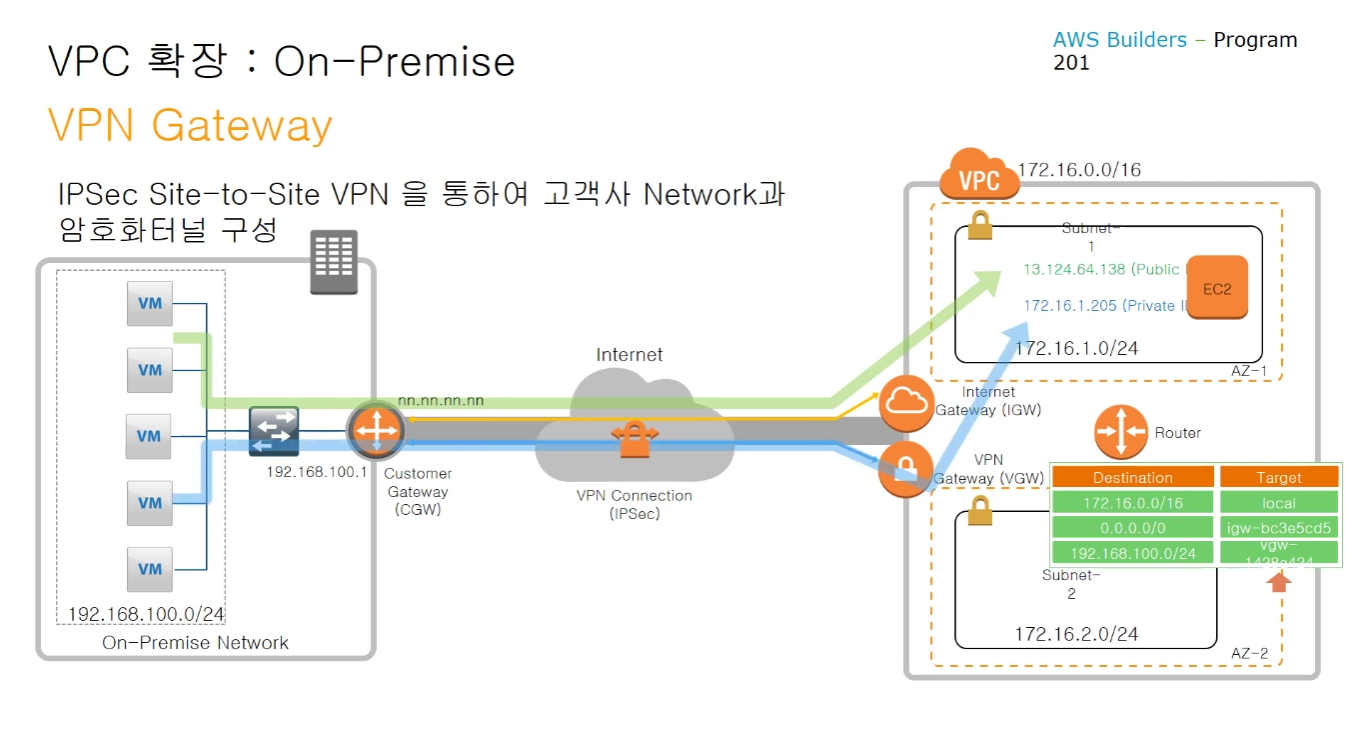 VPC 확장 : On-Premise
AWS Builders – Program
201
VPN Gateway
IPSec Site-to-Site VPN 을 통하여 고객사 Network과
암호화터널 구성
VPC
172.16.0.0/16
Subnet-
1
13.124.64.138 (Public
EC2
172.16.1.205 (Private
172.16.1.0/24
AZ-1
VM
VM
VM
VM
VM
192.168.100.0/24
On-Premise Network
192.168.100.1
nn.nn.nn.nn
Customer
Gateway
(CGW)
Internet
VPN Connection
(IPSec)
Internet
Gateway (IGW)
VPN
Gateway (VGW)
Router
Destination Target
172.16.0.0/16 local
0.0.0.0/0 igw-bc3e5cd5
192.168.100.0/24 vgw-
Subnet-
2
172.16.2.0/24
AZ-2